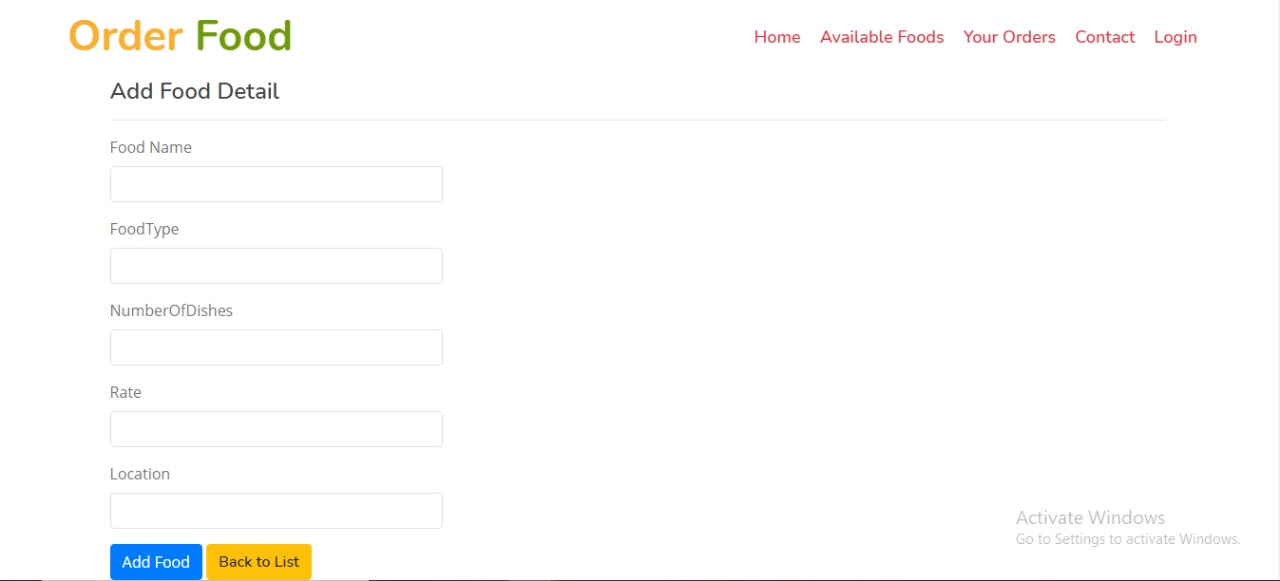 Order Food
Home Available Foods Your Orders Contact Login
Add Food Detail
Food Name
FoodType
NumberOfDishes
Rate
Location
Activate Windows
Go to Settings to activate Windows.
Add Food Back to List